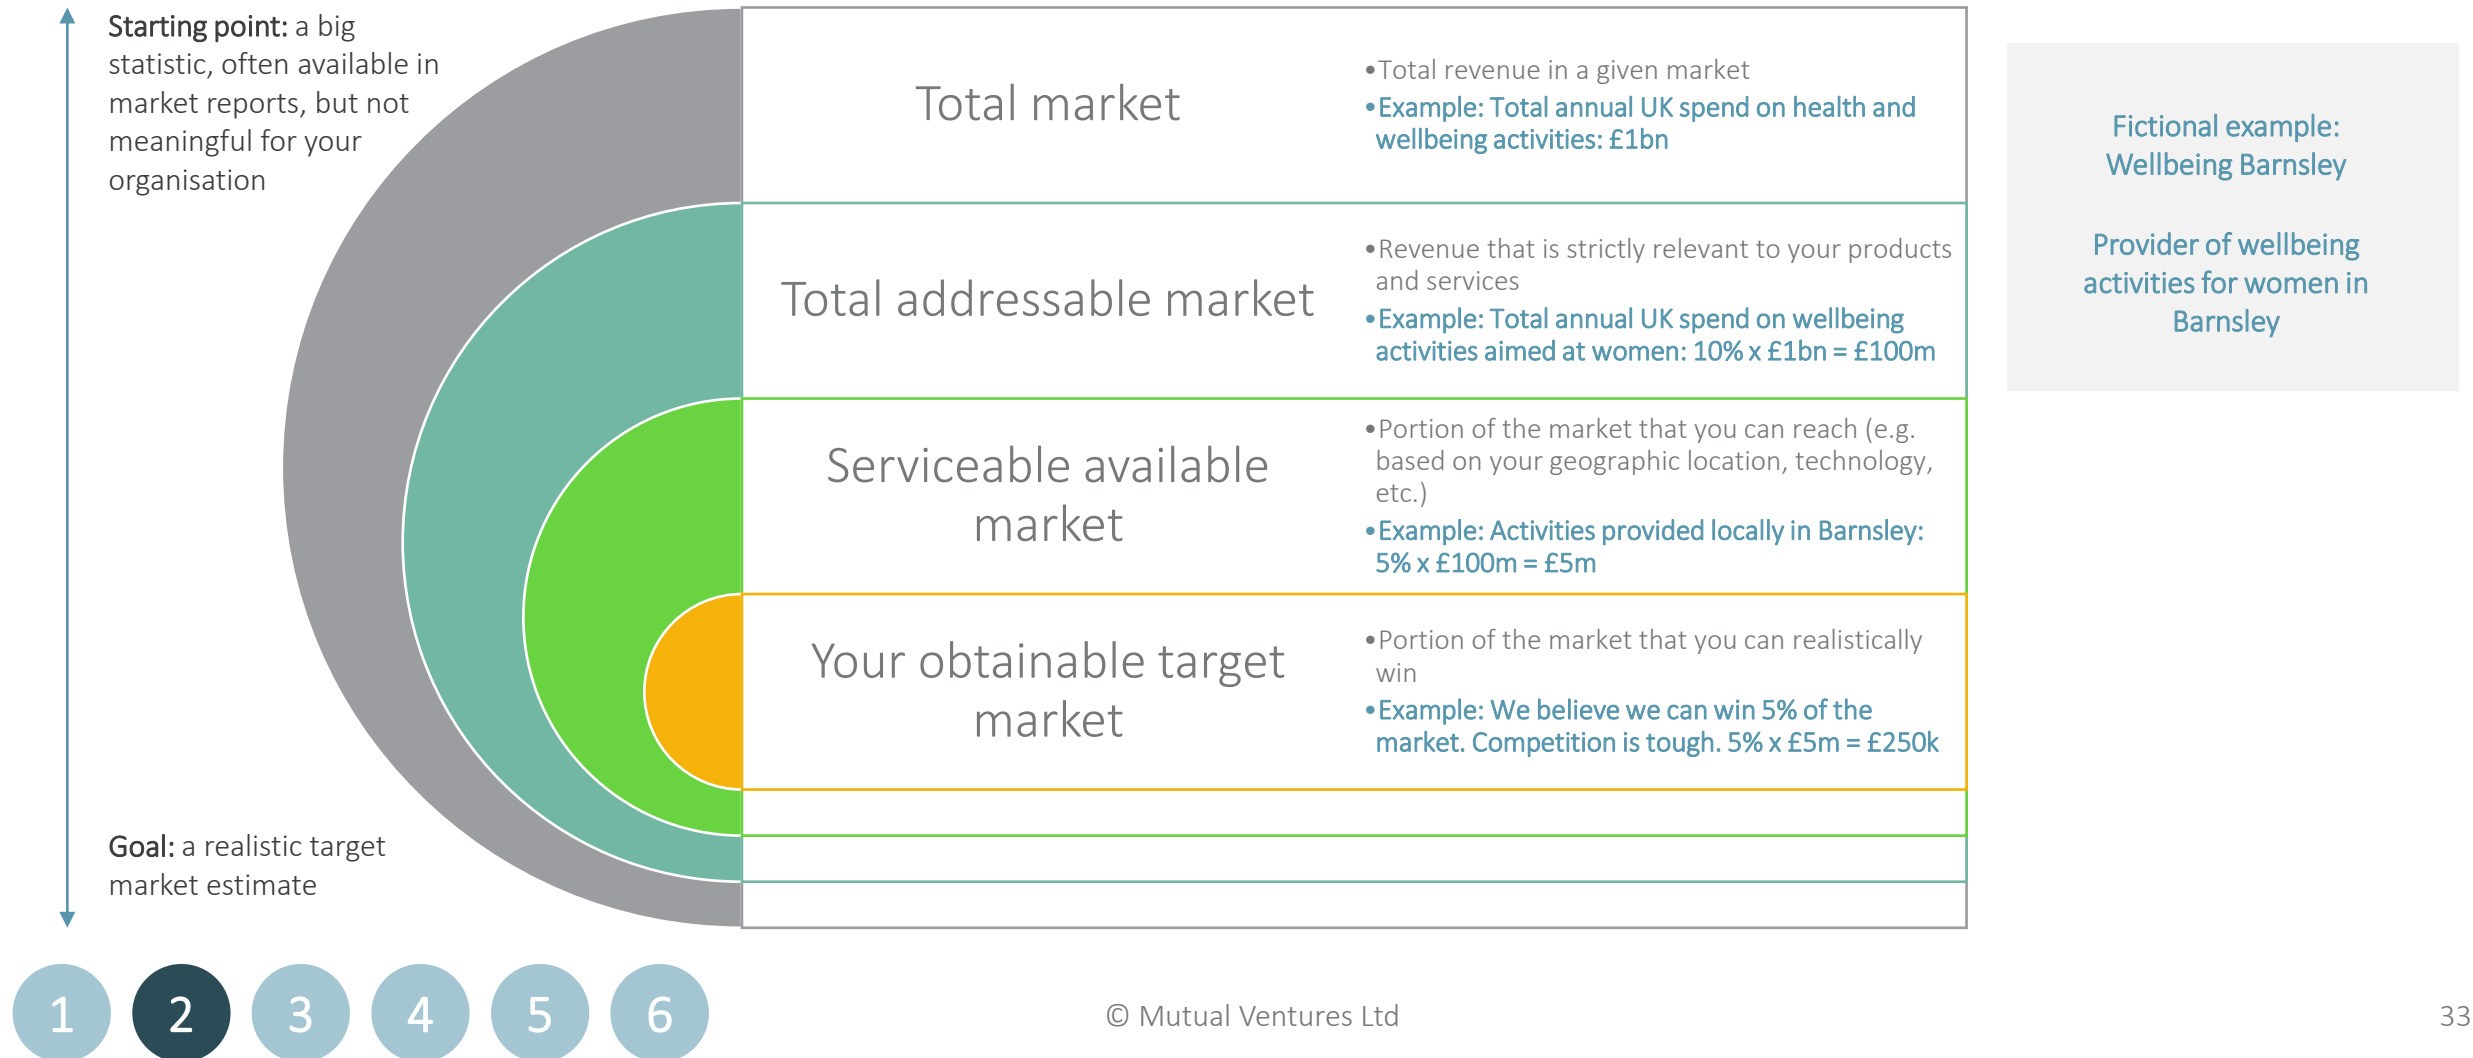 Starting point: a big
statistic, often available in
market reports, but not
meaningful for your
organisation
Total market
•Total revenue in a given market
•Example: Total annual UK spend on health and
wellbeing activities: £1bn
Total addressable market
•Revenue that is strictly relevant to your products
and services
•Example: Total annual UK spend on wellbeing
activities aimed at women: 10% x £1bn = £100m
Serviceable available
market
•Portion of the market that you can reach (e.g.
based on your geographic location, technology,
etc.)
•Example: Activities provided locally in Barnsley:
5% x £100m = £5m
Your obtainable target
market
•Portion of the market that you can realistically
win
•Example: We believe we can win 5% of the
market. Competition is tough. 5% x £5m = £250k
Fictional example:
Wellbeing Barnsley
Provider of wellbeing
activities for women in
Barnsley
Goal: a realistic target
market estimate
1 2 3 4 5 6
© Mutual Ventures Ltd
33